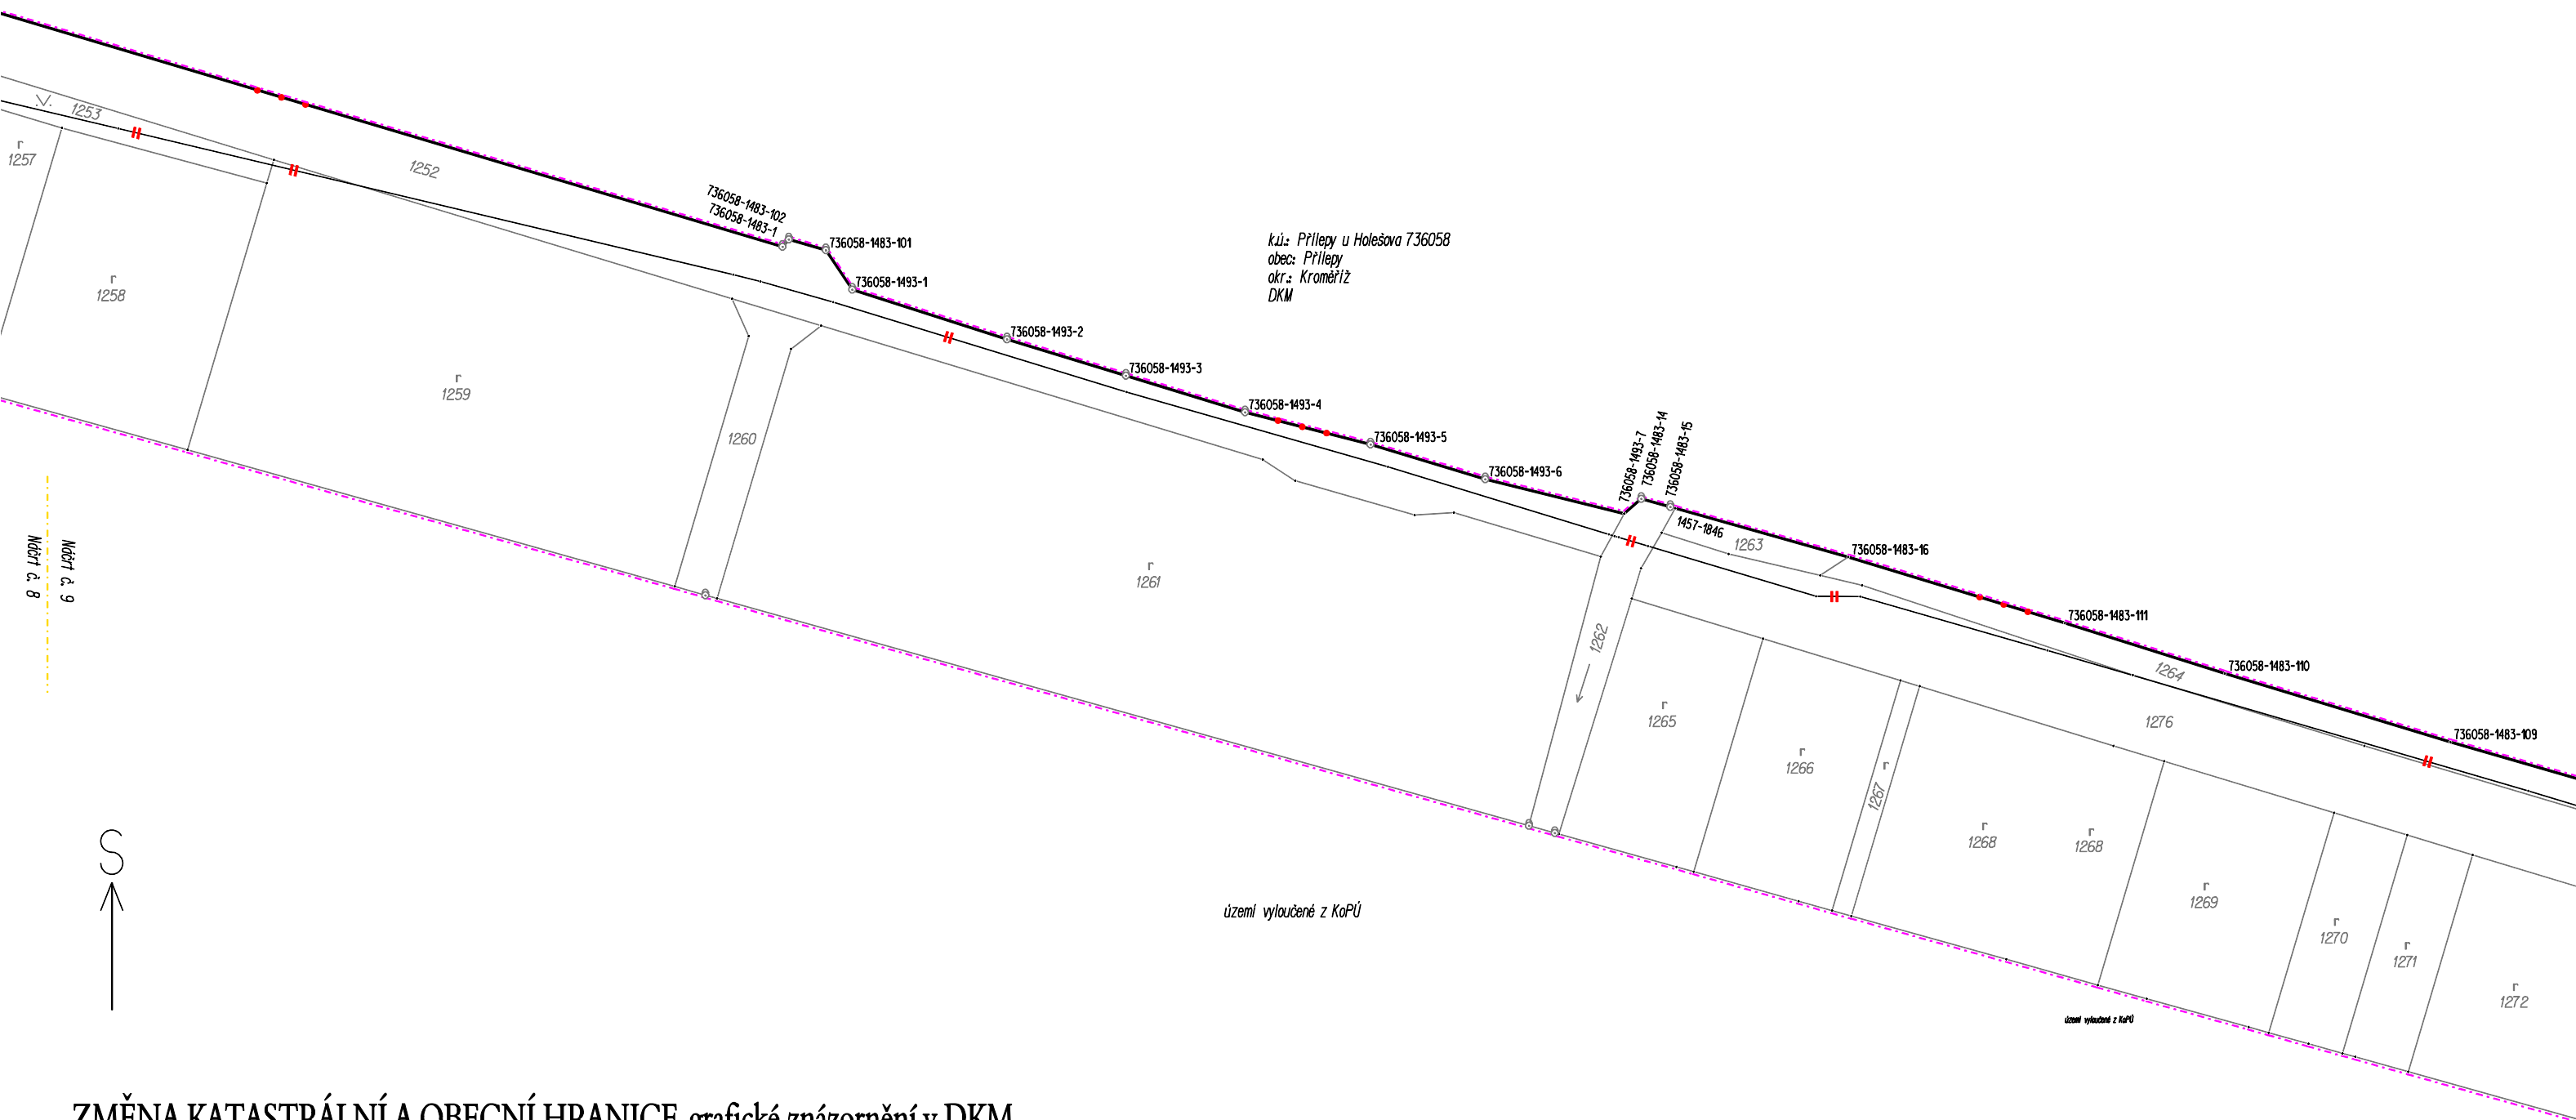 1253
r
1257
r
1258
1252
r
1259
1260
736058-1483-102
736058-1483-1
736058-1483-101
736058-1493-1
736058-1493-2
736058-1493-3
736058-1493-4
736058-1493-5
736058-1493-6
736058-1493-7
736058-1483-14
736058-1483-15
1457-1846
736058-1483-16
736058-1483-111
736058-1483-110
736058-1483-109
k.ú.: Přílepy u Holešova 736058
obec: Přílepy
okr.: Kroměříž
DKM
r
1261
1262
1263
1264
1276
r
1265
r
1266
r
1267
r
1268
r
1268
r
1269
r
1270
r
1271
r
1272
Náčrt č. 8
Náčrt č. 9
S
území vyloučené z KoPÚ
území vyloučené z KoPÚ
ZMĚNA KATASTRÁLNÍ A OBECNÍ HRANICE-grafické znázornění v DKM